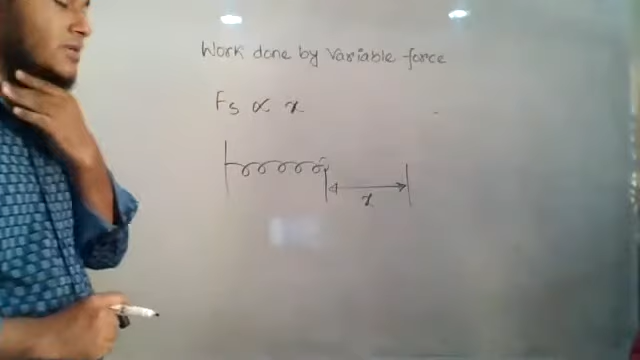 Work done by Variable force
Fs ∝ x
x